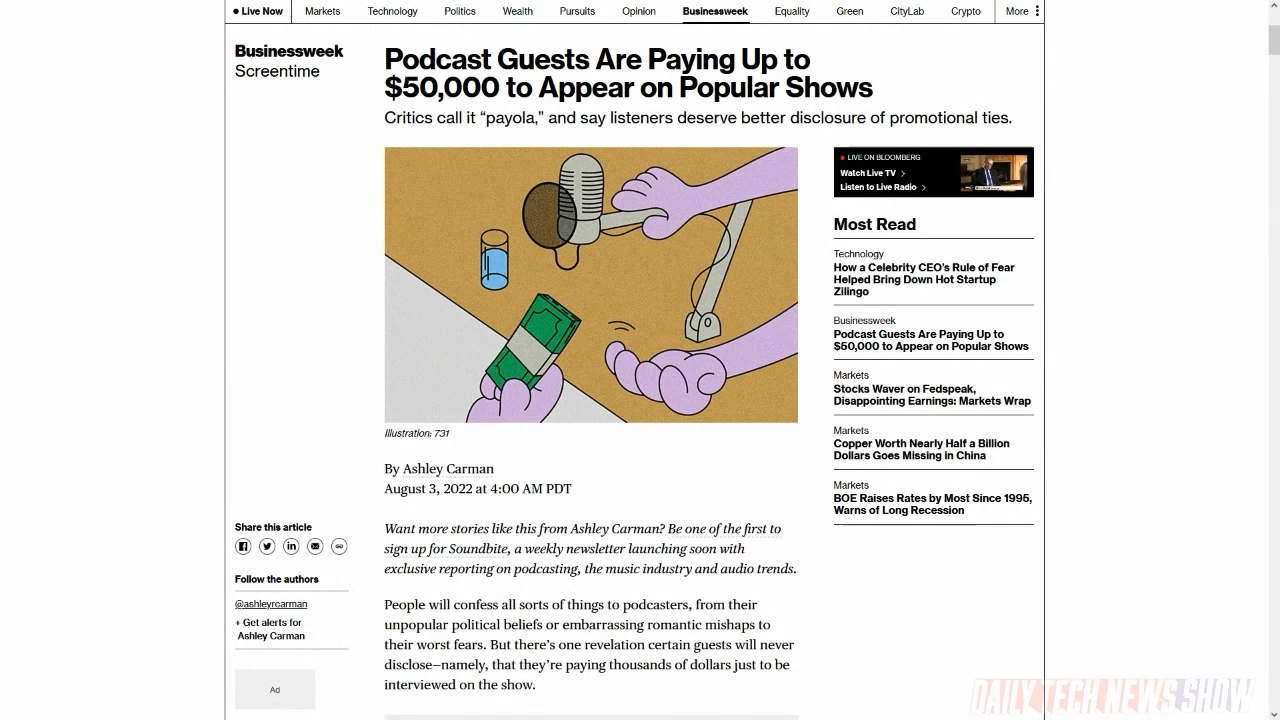 Live Now
Markets
Technology
Politics
Wealth
Pursuits
Opinion
Businessweek
Equality
Green
CityLab
Crypto
More
Businessweek
Screentime
Podcast Guests Are Paying Up to
$50,000 to Appear on Popular Shows
Critics call it “payola,” and say listeners deserve better disclosure of promotional ties.
Illustration: 731
By Ashley Carman
August 3, 2022 at 4:00 AM PDT
Share this article
Follow the authors
@ashleyrcarman
+ Get alerts for
Ashley Carman
Ad
Want more stories like this from Ashley Carman? Be one of the first to
sign up for Soundbite, a weekly newsletter launching soon with
exclusive reporting on podcasting, the music industry and audio trends.
People will confess all sorts of things to podcasters, from their
unpopular political beliefs or embarrassing romantic mishaps to
their worst fears. But there’s one revelation certain guests will never
disclose—namely, that they’re paying thousands of dollars just to be
interviewed on the show.
LIVE ON BLOOMBERG
Watch Live TV
Listen to Live Radio
Most Read
Technology
How a Celebrity CEO’s Rule of Fear
Helped Bring Down Hot Startup
Zilingo
Businessweek
Podcast Guests Are Paying Up to
$50,000 to Appear on Popular Shows
Markets
Stocks Waver on Fedspeak,
Disappointing Earnings: Markets Wrap
Markets
Copper Worth Nearly Half a Billion
Dollars Goes Missing in China
Markets
BOE Raises Rates by Most Since 1995,
Warns of Long Recession
DAILY TECH NEWS SHOW